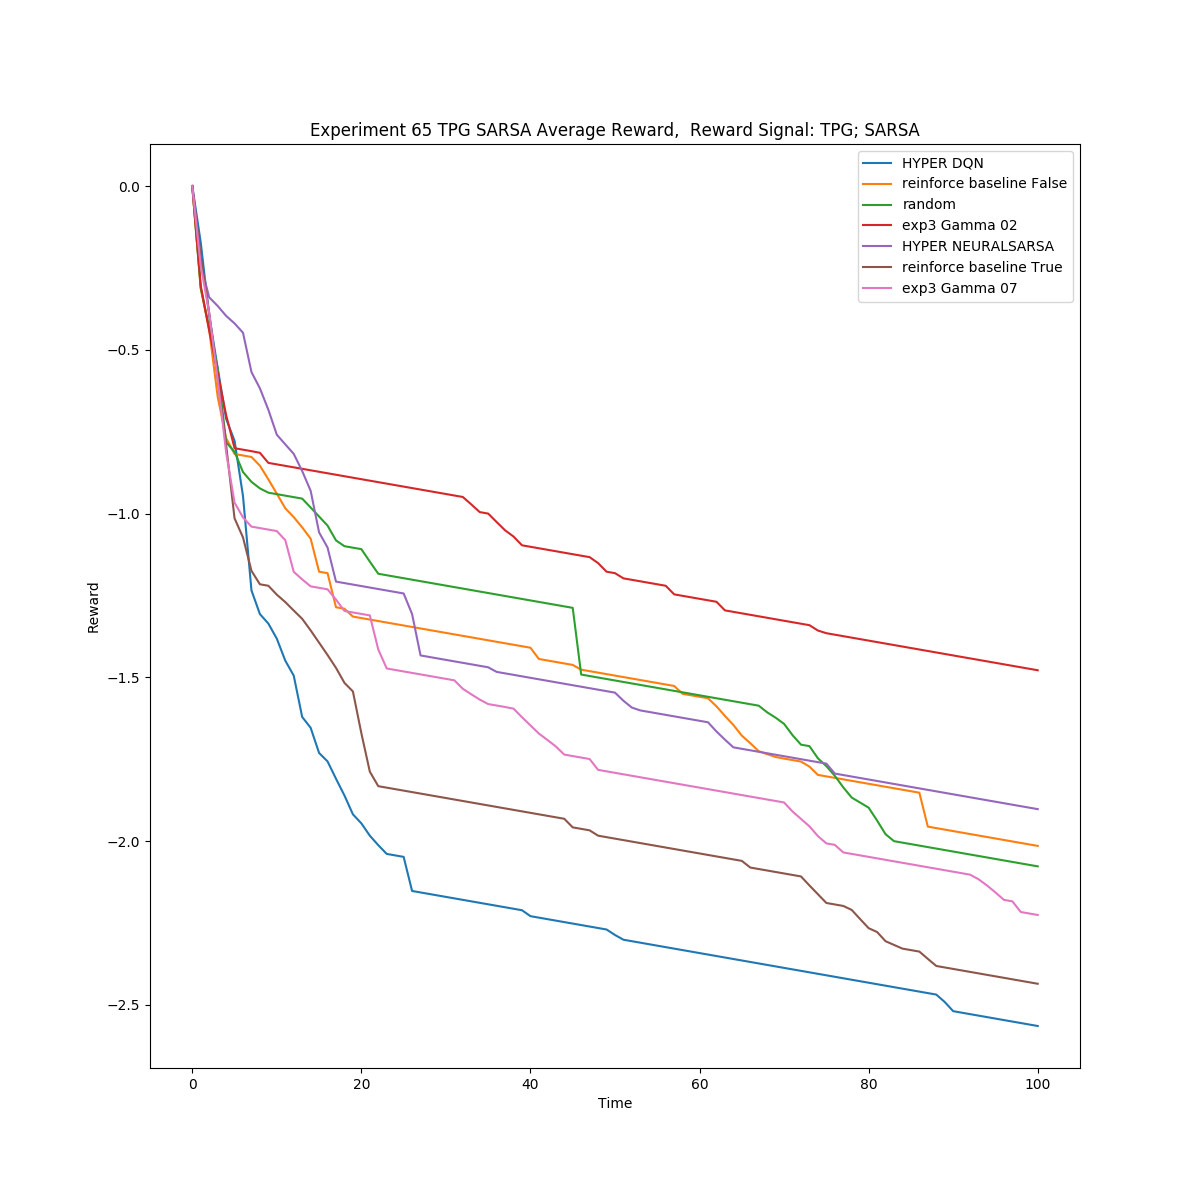 Experiment 65 TPG SARSA Average Reward,  Reward Signal: TPG; SARSA
HYPER DQN
reinforce baseline False
random
exp3 Gamma 02
HYPER NEURALSARSA
reinforce baseline True
exp3 Gamma 07
0.0
−0.5
−1.0
−1.5
−2.0
−2.5
Reward
0 20 40 60 80 100
Time